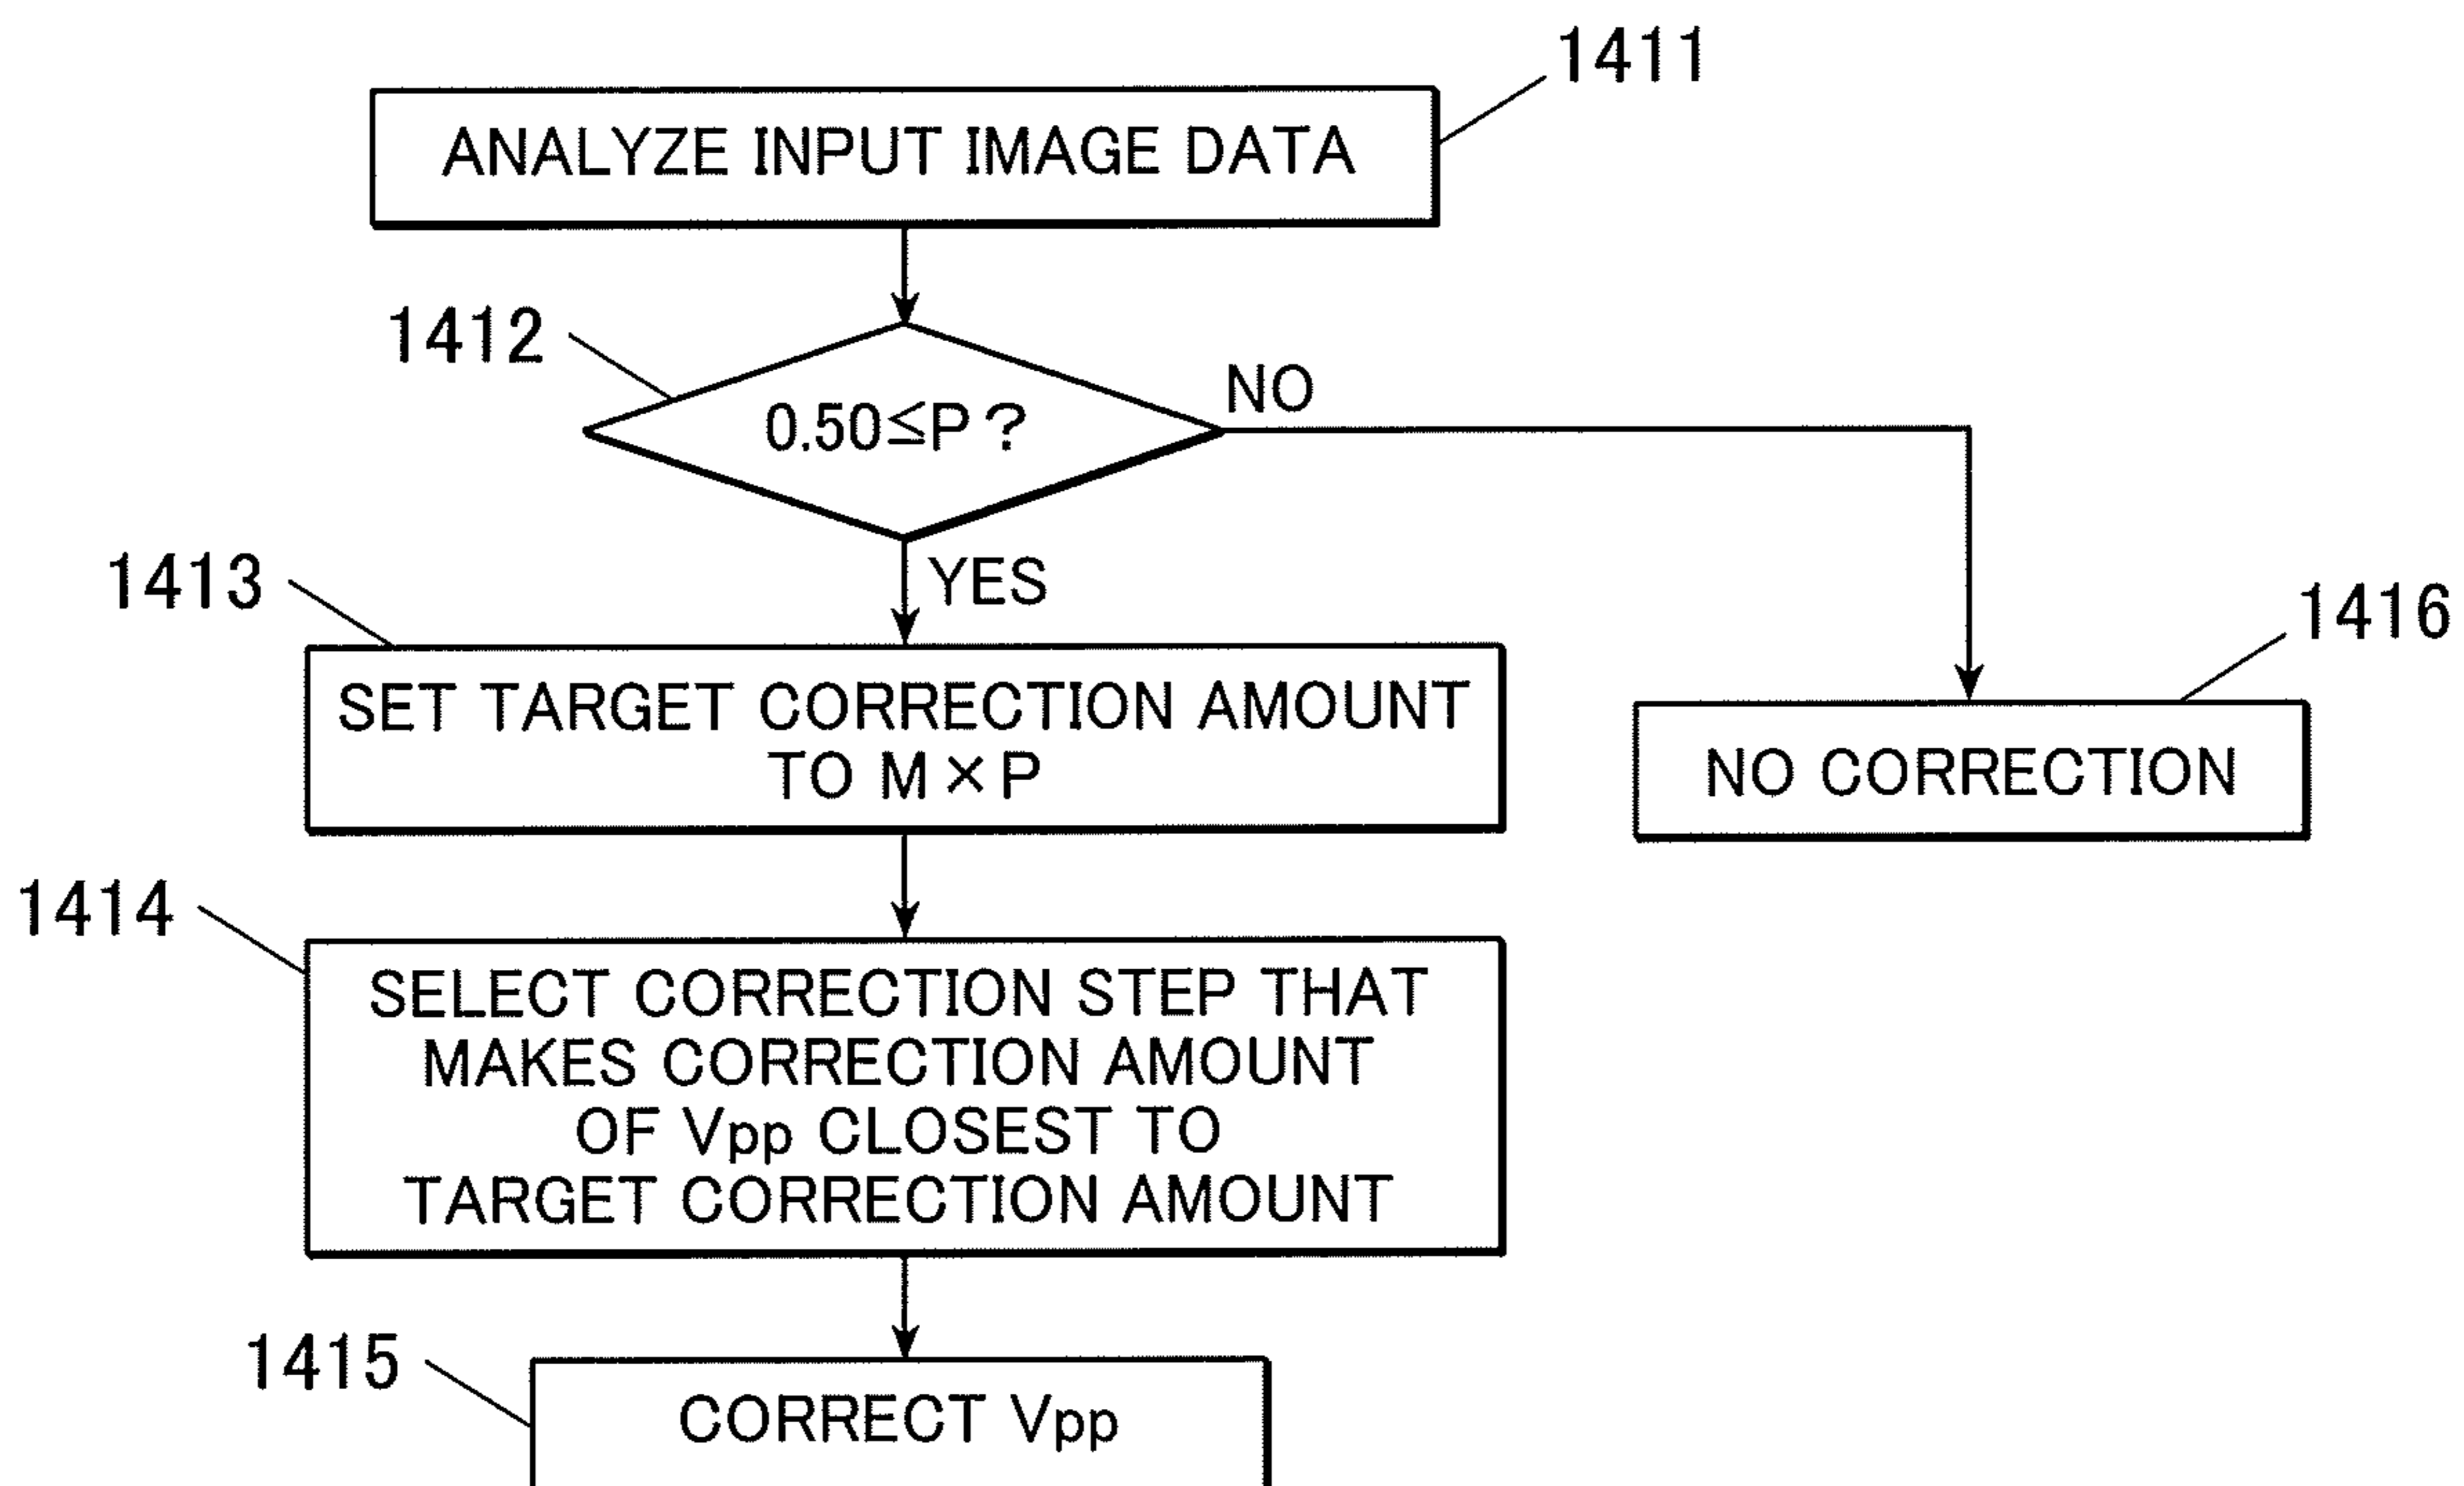 1411
ANALYZE INPUT IMAGE DATA
1412
0.50≦P?
NO
YES
1413
SET TARGET CORRECTION AMOUNT
TO M×P
1416
NO CORRECTION
1414
SELECT CORRECTION STEP THAT
MAKES CORRECTION AMOUNT
OF Vpp CLOSEST TO
TARGET CORRECTION AMOUNT
1415
CORRECT Vpp